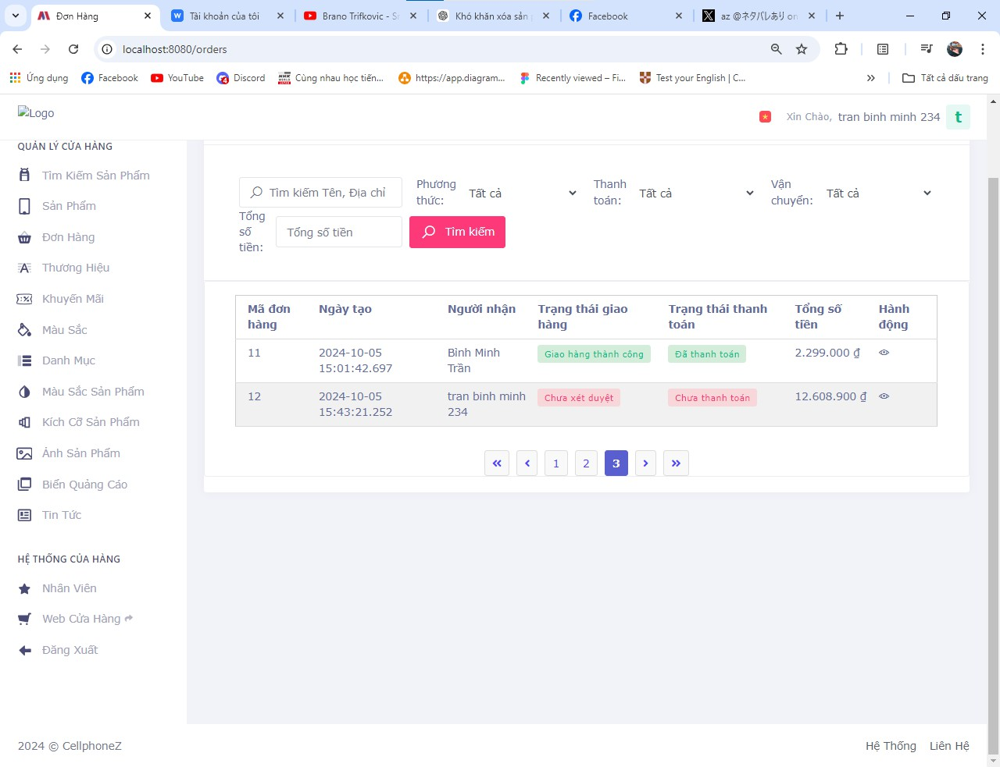 Đơn Hàng
Tài khoản của tôi
Brano Trifkovic - S
Khó khăn xóa sản
Facebook
az @ネタバレあり on
localhost:8080/orders
Ứng dụng
Facebook
YouTube
Discord
Cùng nhau học tiến...
https://app.diagram...
Recently viewed – Fi...
Test your English | C...
Tất cả dấu trang
Logo
Xin Chào, tran binh minh 234
t
QUẢN LÝ CỬA HÀNG
Tìm Kiếm Sản Phẩm
Sản Phẩm
Đơn Hàng
Thương Hiệu
Khuyến Mãi
Màu Sắc
Danh Mục
Màu Sắc Sản Phẩm
Kích Cỡ Sản Phẩm
Ảnh Sản Phẩm
Biển Quảng Cáo
Tin Tức
HỆ THỐNG CỦA HÀNG
Nhân Viên
Web Cửa Hàng
Đăng Xuất
Tìm kiếm Tên, Địa chỉ
Phương thức:
Tất cả
Thanh toán:
Tất cả
Vận chuyển:
Tất cả
Tổng số tiền:
Tổng số tiền
Tìm kiếm
Mã đơn hàng
Ngày tạo
Người nhận
Trạng thái giao hàng
Trạng thái thanh toán
Tổng số tiền
Hành động
11
2024-10-05 15:01:42.697
Bình Minh Trần
Giao hàng thành công
Đã thanh toán
2.299.000 ₫
12
2024-10-05 15:43:21.252
tran binh minh 234
Chưa xét duyệt
Chưa thanh toán
12.608.900 ₫
1
2
3
2024 © CellphoneZ
Hệ Thống
Liên Hệ